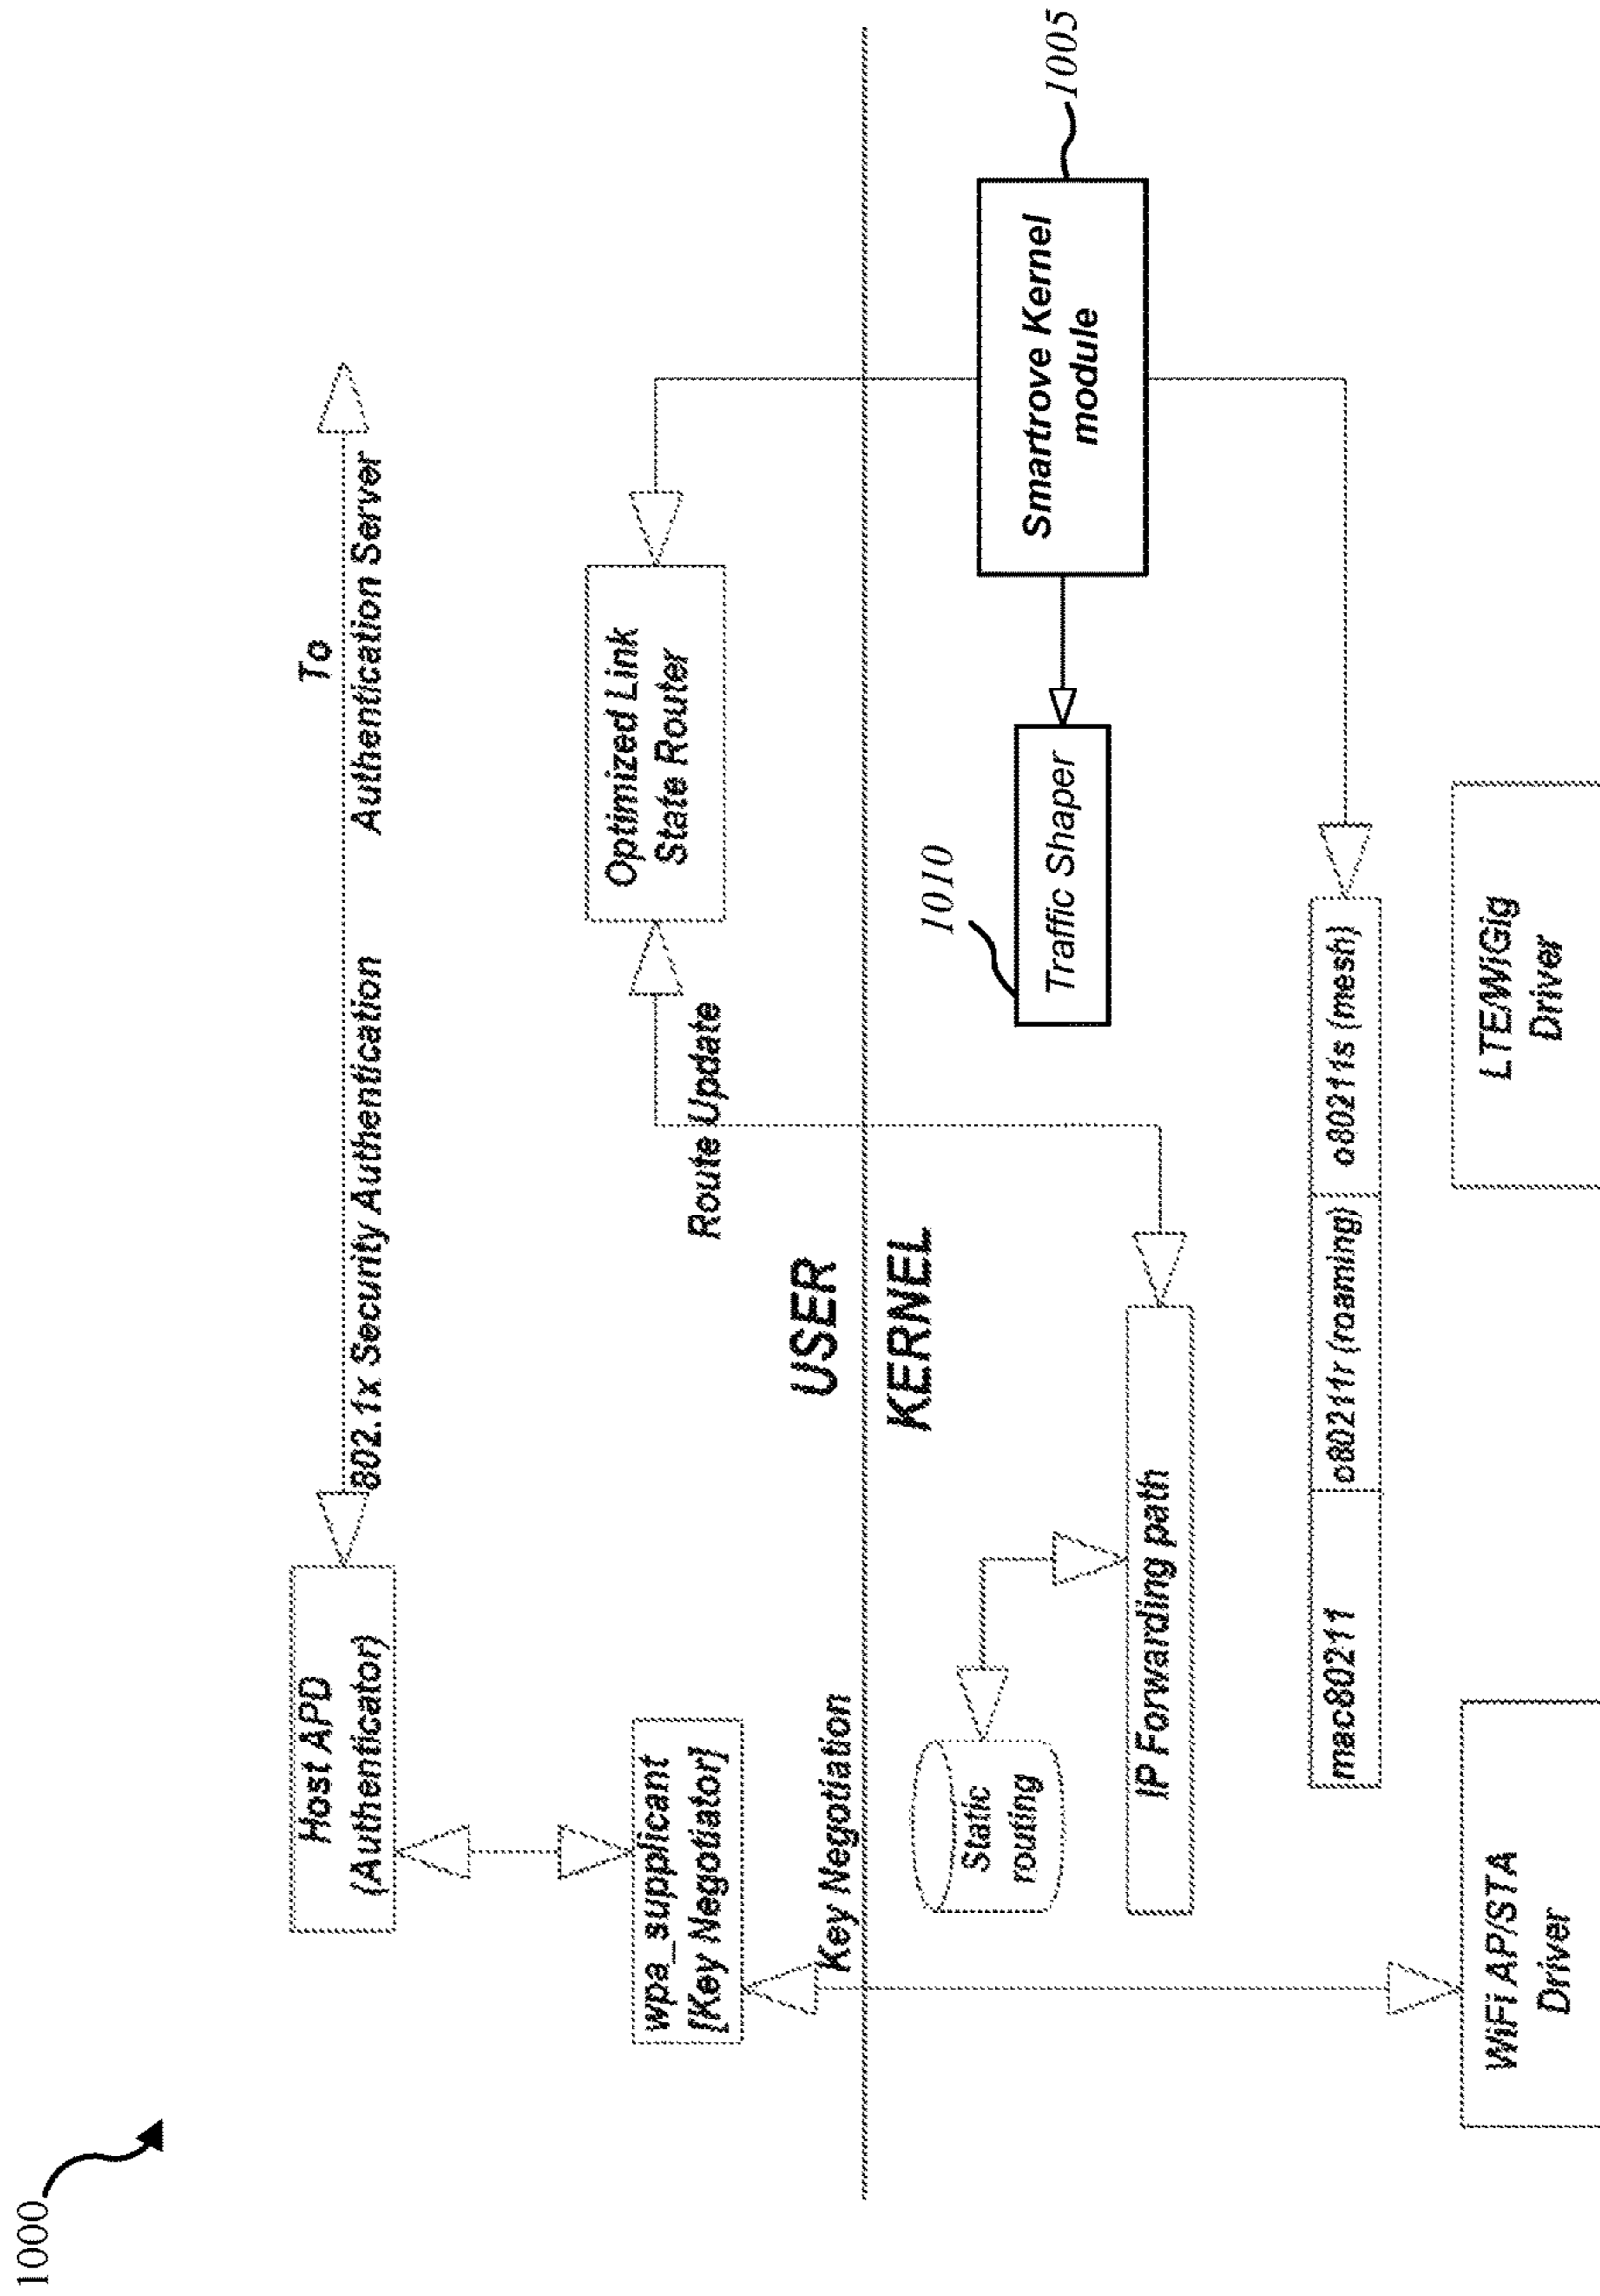 1000
Host APD
(Authenticator)
To
802.1x Security Authentication
Authentication Server
wpa_supplicant
[Key Negotiator]
Optimized Link
State Router
Route Update
Key Negotiation
USER
KERNEL
Static
routing
IP Forwarding path
1010
Traffic Shaper
Smartrove Kernel
module
1005
mac80211
o80211r (roaming)
o80211s (mesh)
WiFi AP/STA
Driver
LTE/WiGig
Driver